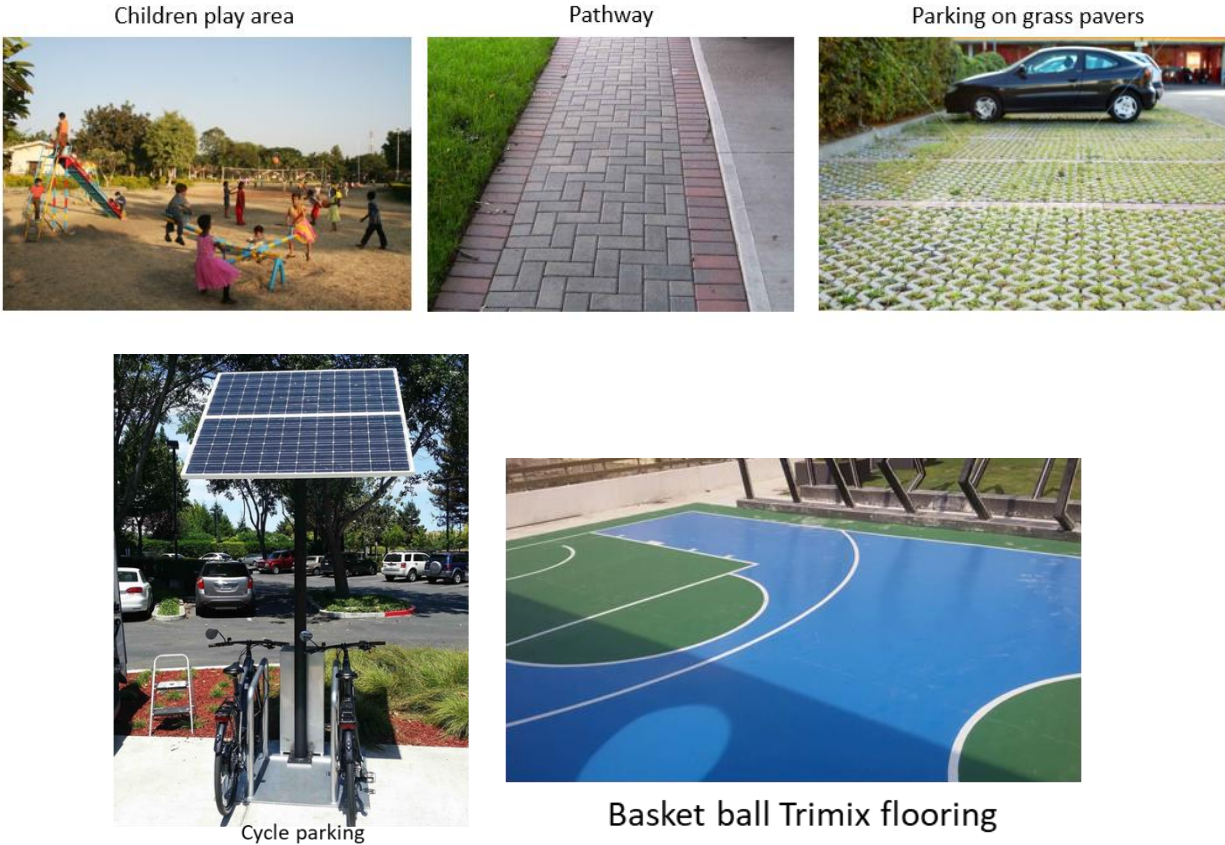 Children play area
Pathway
Parking on grass pavers
Cycle parking
Basket ball Trimix flooring